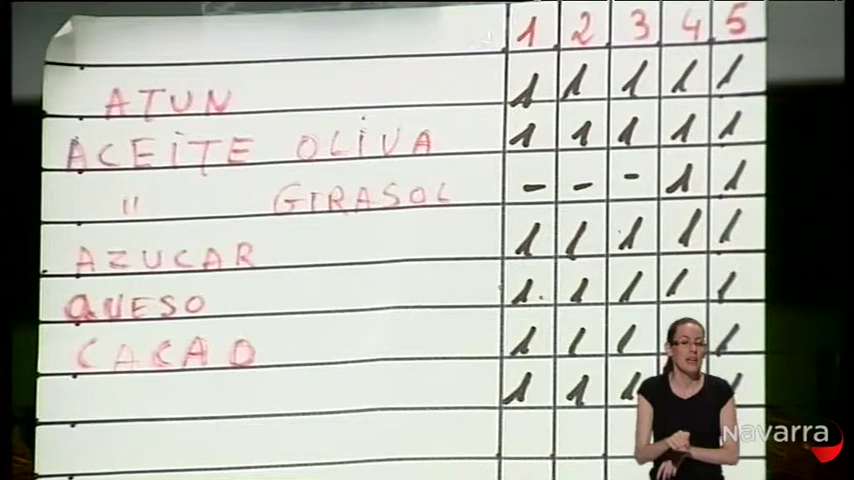 1 2 3 4 5
ATUN 1 1 1 1 1
ACEITE OLIVA 1 1 1 1 1
" GIRASOL - - - 1 1
AZUCAR 1 1 1 1 1
QUESO 1 1 1 1 1
CACAO 1 1 1 1
1 1 1 1
navarra